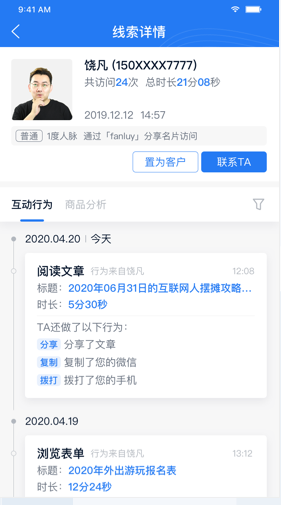 9:41 AM
线索详情
饶凡 (150XXXX7777)
共访问24次 总时长21分08秒
2019.12.12 14:57
普通 1度人脉 通过「fanluy」分享名片访问
置为客户 联系TA
互动行为 商品分析
2020.04.20 | 今天
阅读文章 行为来自饶凡 12:08
标题: 2020年06月31日的互联网人摆摊攻略...
时长: 5分30秒
TA还做了以下行为:
分享 分享了文章
复制 复制了您的微信
拨打 拨打了您的手机
2020.04.19
浏览表单 行为来自饶凡 13:12
标题: 2020年外出游玩报名表
时长: 12分24秒